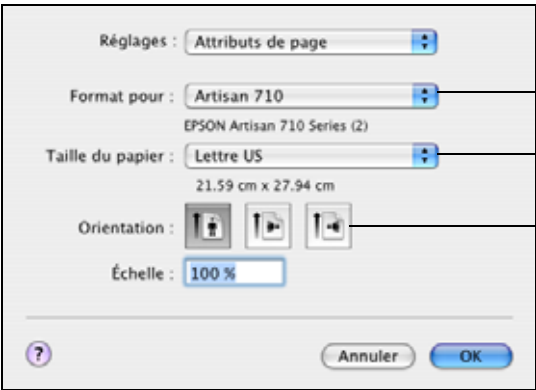 Réglages : Attributs de page
Format pour : Artisan 710
EPSON Artisan 710 Series (2)
Taille du papier : Lettre US
21.59 cm x 27.94 cm
Orientation :
Échelle : 100 %
? Annuler OK